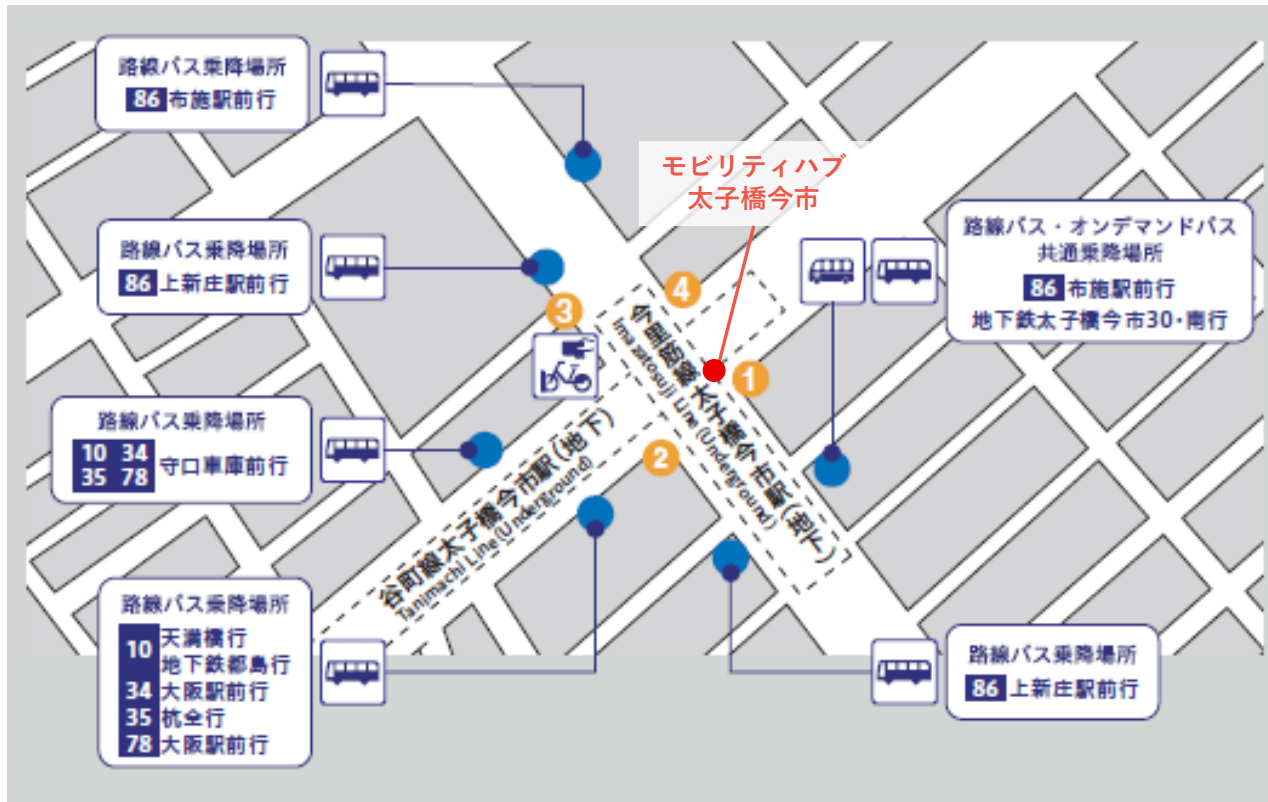 路線バス乗降場所
86 布施駅前行
モビリティハブ
太子橋今市
路線バス乗降場所
86 上新庄駅前行
路線バス・オンデマンドバス
共通乗降場所
86 布施駅前行
地下鉄太子橋今市30・南行
4
3
1
2
今里筋線太子橋今市駅(地下)
Imazatosuji Line (Underground)
路線バス乗降場所
10 34
35 78
守口車庫前行
谷町線太子橋今市駅(地下)
Tanimachi Line (Underground)
路線バス乗降場所
10 天満橋行
地下鉄都島行
34 大阪駅前行
35 杭全行
78 大阪駅前行
路線バス乗降場所
86 上新庄駅前行